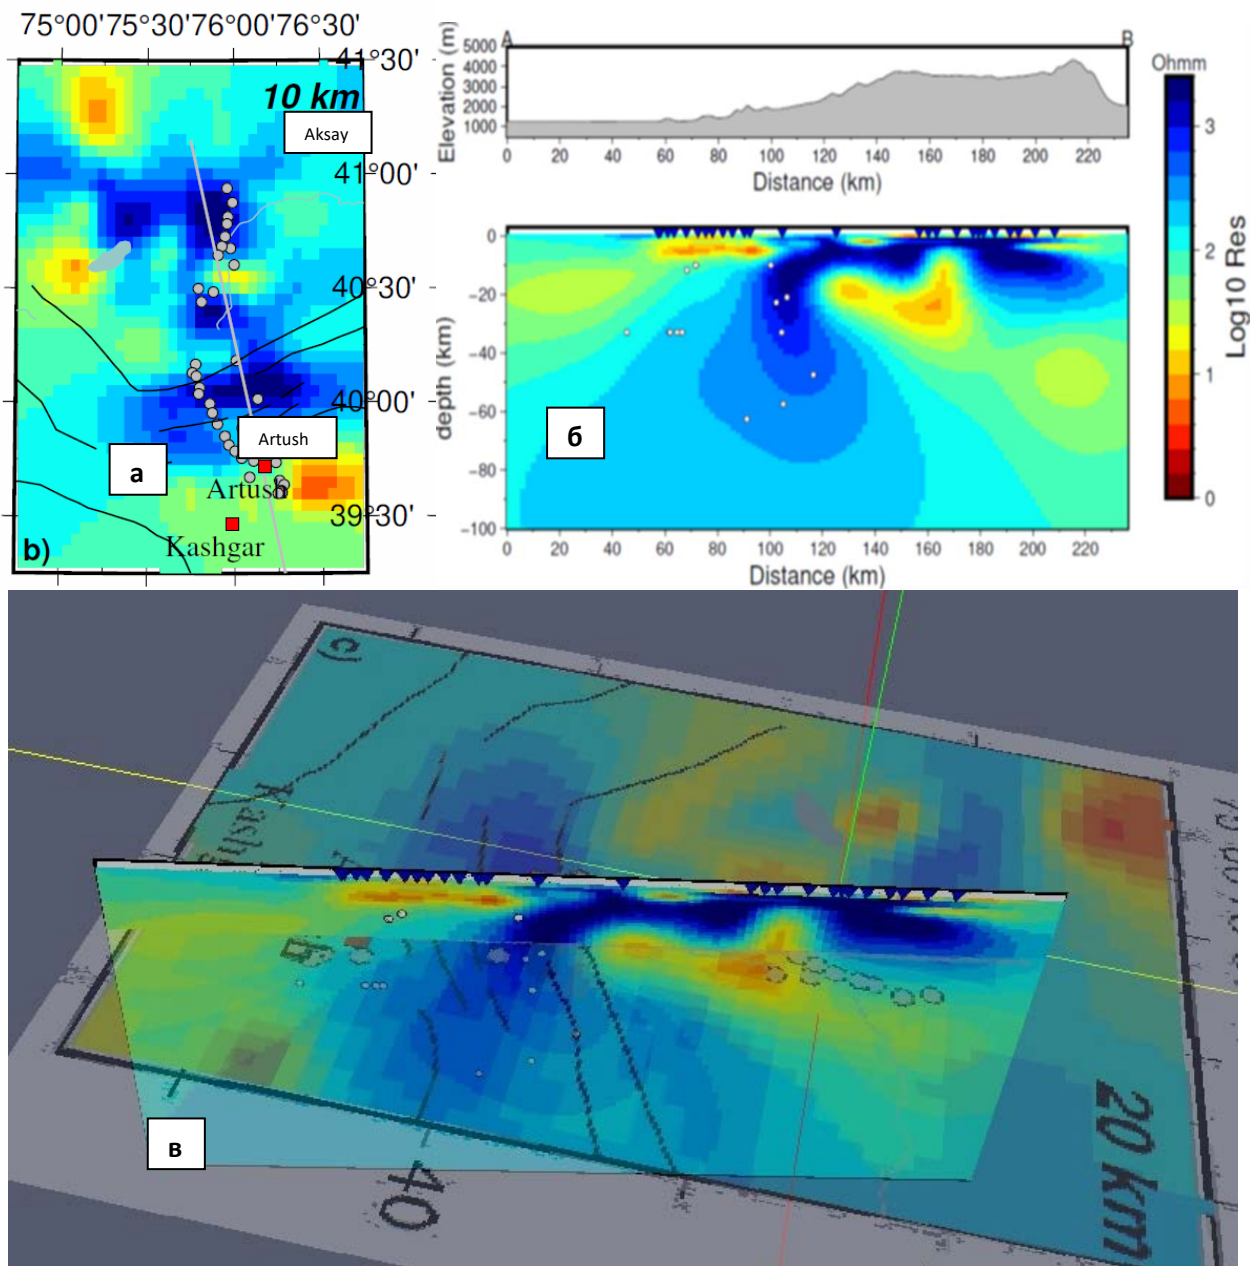 75°00'75°30'76°00'76°30'
41°30'
10 km
Aksay
41°00'
40°30'
40°00'
Artush
а
Artush
39°30'
Kashgar
b)
A
B
Elevation (m)
5000
4000
3000
2000
1000
0 20 40 60 80 100 120 140 160 180 200 220
Distance (km)
depth (km)
0
−20
−40
−60
−80
−100
б
0 20 40 60 80 100 120 140 160 180 200 220
Distance (km)
Ohmm
3
2
1
0
Log10 Res
c)
в
40
20 km